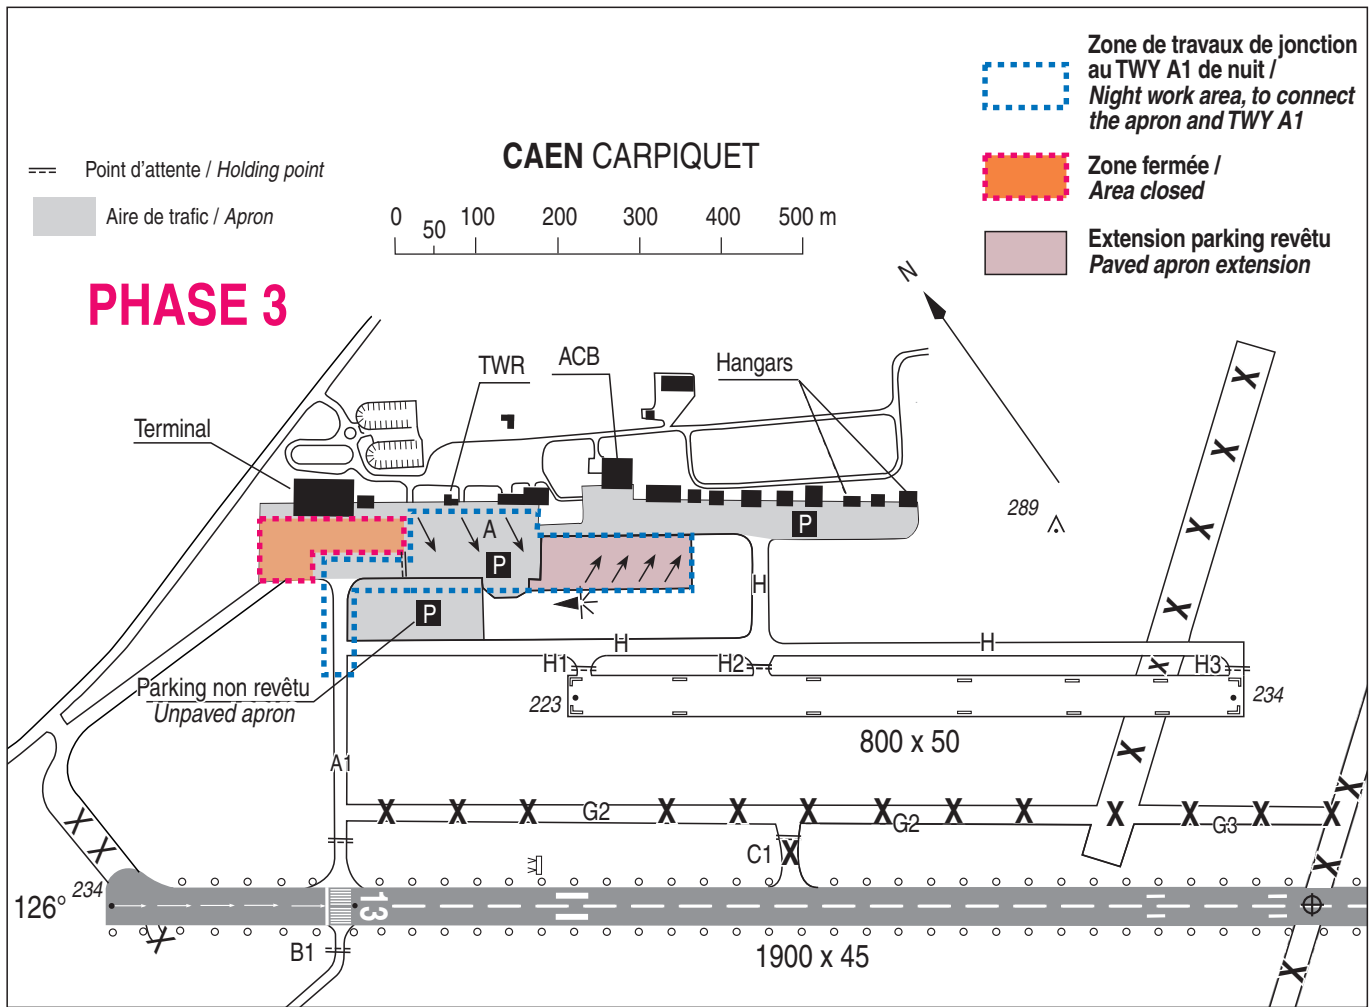 Zone de travaux de jonction
au TWY A1 de nuit /
Night work area, to connect
the apron and TWY A1
Zone fermée /
Area closed
Extension parking revêtu
Paved apron extension
CAEN CARPIQUET
Point d'attente / Holding point
Aire de trafic / Apron
0 50 100 200 300 400 500 m
PHASE 3
N
TWR
ACB
Hangars
Terminal
289
A
P
P
P
H
H
H
H1
H2
H3
Parking non revêtu
Unpaved apron
223
234
800 x 50
A1
X X X G2 X X X X G2 X X X X G3 X X
C1
X
X
X
X
X
X
X
X
X
X
X
X
X
X
126° 234
13
B1
1900 x 45